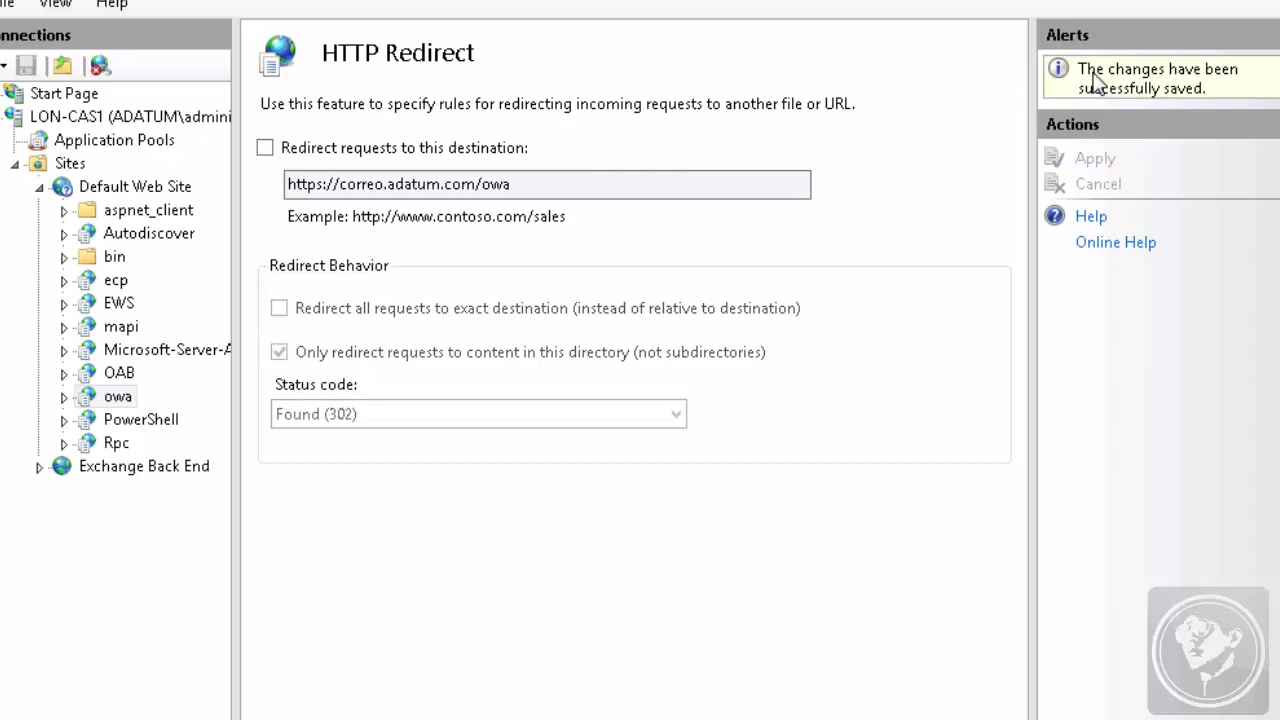 View
Help
nnections
Start Page
LON-CAS1 (ADATUM\admini
Application Pools
Sites
Default Web Site
aspnet_client
Autodiscover
bin
ecp
EWS
mapi
Microsoft-Server-A
OAB
owa
PowerShell
Rpc
Exchange Back End
HTTP Redirect
Use this feature to specify rules for redirecting incoming requests to another file or URL.
Redirect requests to this destination:
https://correo.adatum.com/owa
Example: http://www.contoso.com/sales
Redirect Behavior
Redirect all requests to exact destination (instead of relative to destination)
Only redirect requests to content in this directory (not subdirectories)
Status code:
Found (302)
Alerts
The changes have been
successfully saved.
Actions
Apply
Cancel
Help
Online Help